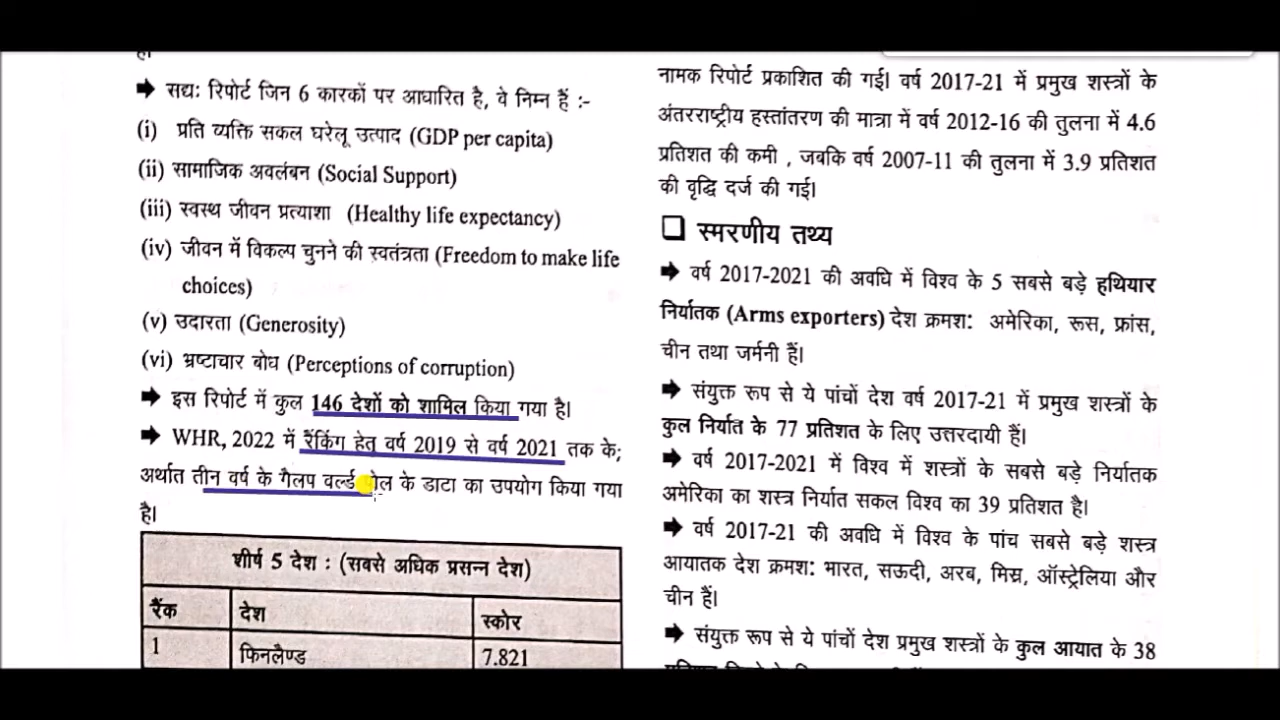 है।
➡ सद्यः रिपोर्ट जिन 6 कारकों पर आधारित है, वे निम्न हैं :-
(i) प्रति व्यक्ति सकल घरेलू उत्पाद (GDP per capita)
(ii) सामाजिक अवलंबन (Social Support)
(iii) स्वस्थ जीवन प्रत्याशा (Healthy life expectancy)
(iv) जीवन में विकल्प चुनने की स्वतंत्रता (Freedom to make life
choices)
(v) उदारता (Generosity)
(vi) भ्रष्टाचार बोध (Perceptions of corruption)
➡ इस रिपोर्ट में कुल 146 देशों को शामिल किया गया है।
➡ WHR, 2022 में रैंकिंग हेतु वर्ष 2019 से वर्ष 2021 तक के;
अर्थात तीन वर्ष के गैलप वर्ल्ड पोल के डाटा का उपयोग किया गया
है।
शीर्ष 5 देश : (सबसे अधिक प्रसन्न देश)
रैंक देश स्कोर
1 फिनलैण्ड 7.821
नामक रिपोर्ट प्रकाशित की गई। वर्ष 2017-21 में प्रमुख शस्त्रों के
अंतरराष्ट्रीय हस्तांतरण की मात्रा में वर्ष 2012-16 की तुलना में 4.6
प्रतिशत की कमी , जबकि वर्ष 2007-11 की तुलना में 3.9 प्रतिशत
की वृद्धि दर्ज की गई।
❑ स्मरणीय तथ्य
➡ वर्ष 2017-2021 की अवधि में विश्व के 5 सबसे बड़े हथियार
निर्यातक (Arms exporters) देश क्रमश: अमेरिका, रूस, फ्रांस,
चीन तथा जर्मनी हैं।
➡ संयुक्त रूप से ये पांचों देश वर्ष 2017-21 में प्रमुख शस्त्रों के
कुल निर्यात के 77 प्रतिशत के लिए उत्तरदायी हैं।
➡ वर्ष 2017-2021 में विश्व में शस्त्रों के सबसे बड़े निर्यातक
अमेरिका का शस्त्र निर्यात सकल विश्व का 39 प्रतिशत है।
➡ वर्ष 2017-21 की अवधि में विश्व के पांच सबसे बड़े शस्त्र
आयातक देश क्रमश: भारत, सऊदी, अरब, मिस्र, ऑस्ट्रेलिया और
चीन हैं।
➡ संयुक्त रूप से ये पांचों देश प्रमुख शस्त्रों के कुल आयात के 38